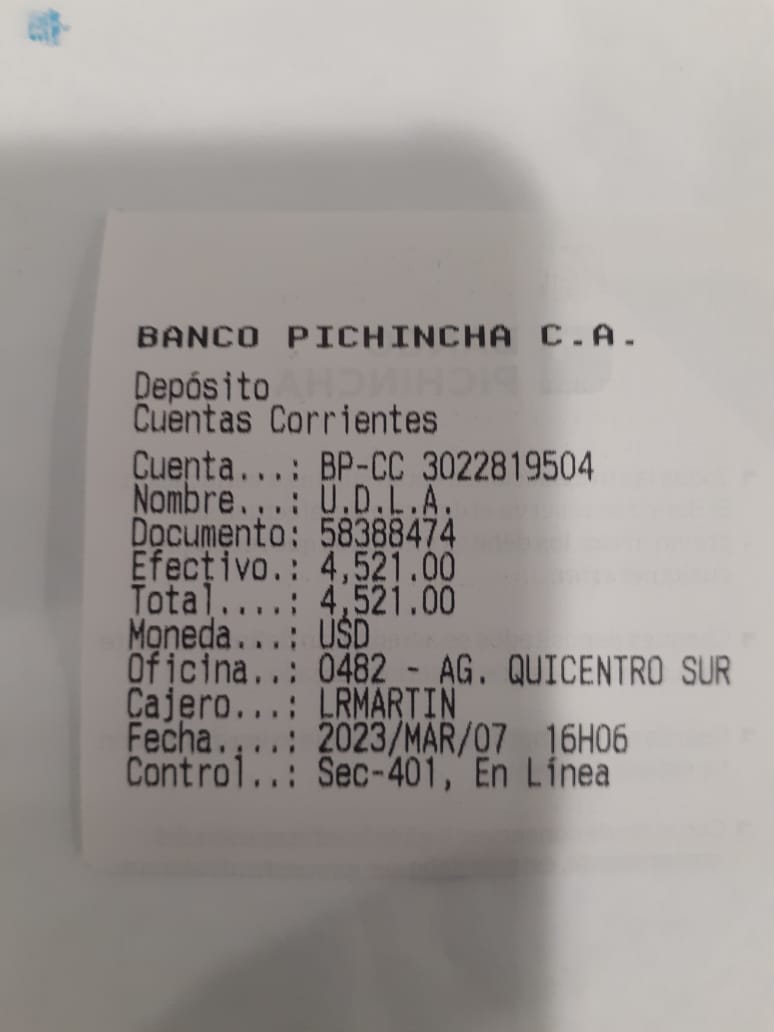 BANCO PICHINCHA C.A.
Depósito
Cuentas Corrientes
Cuenta...: BP-CC 3022819504
Nombre...: U.D.L.A.
Documento: 58388474
Efectivo.: 4,521.00
Total....: 4,521.00
Moneda...: USD
Oficina..: 0482 - AG. QUICENTRO SUR
Cajero...: LRMARTIN
Fecha....: 2023/MAR/07 16H06
Control..: Sec-401, En Línea